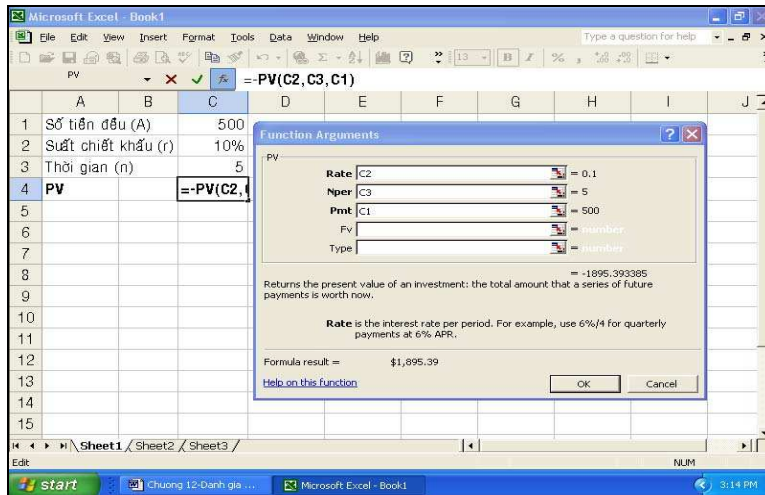 Microsoft Excel - Book1
File Edit View Insert Format Tools Data Window Help Type a question for help
13 B I %
PV =-PV(C2,C3,C1)
A B C D E F G H I J
1 Số tiền đều (A) 500
2 Suất chiết khấu (r) 10%
3 Thời gian (n) 5
4 PV =-PV(C2,
5
6
7
8
9
10
11
12
13
14
15
Function Arguments
PV
Rate C2 = 0.1
Nper C3 = 5
Pmt C1 = 500
Fv = number
Type = number
= -1895.393385
Returns the present value of an investment: the total amount that a series of future
payments is worth now.
Rate is the interest rate per period. For example, use 6%/4 for quarterly
payments at 6% APR.
Formula result = $1,895.39
Help on this function OK Cancel
Sheet1 Sheet2 Sheet3
Edit NUM
start Chuong 12-Danh gia ... Microsoft Excel - Book1 3:14 PM